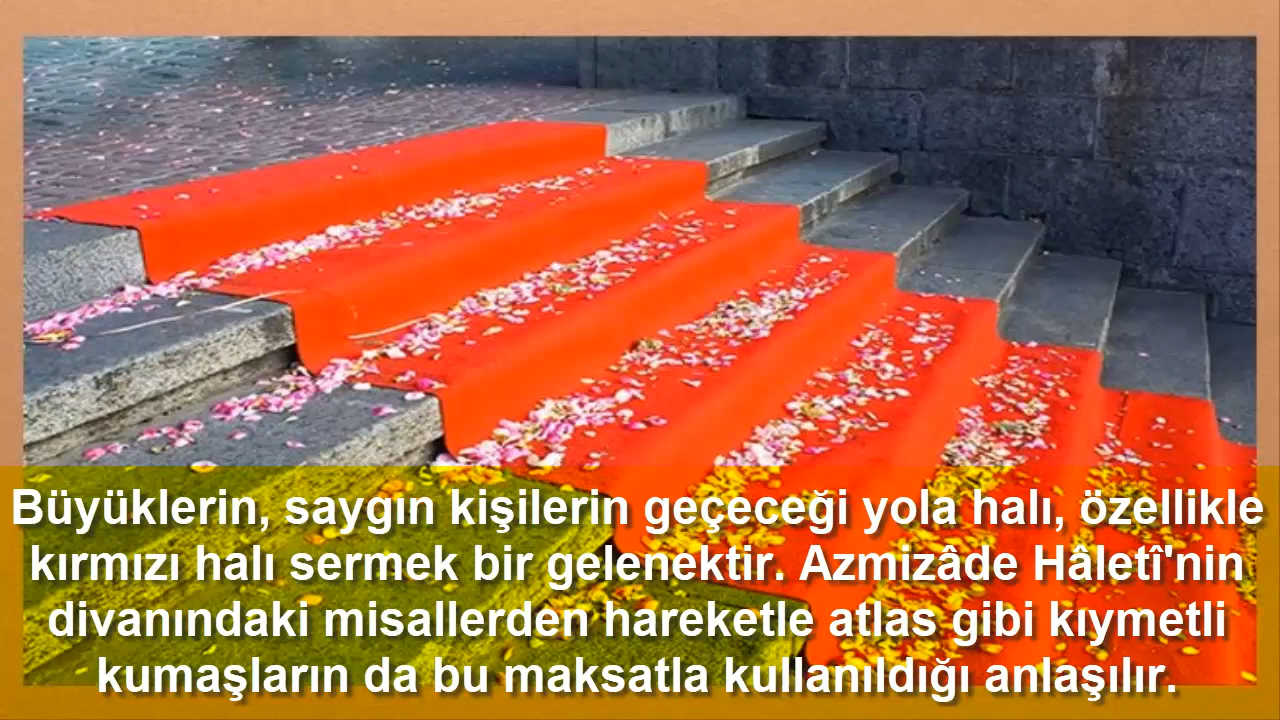 Büyüklerin, saygın kişilerin geçeceği yola halı, özellikle
kırmızı halı sermek bir gelenektir. Azmizâde Hâletî'nin
divanındaki misallerden hareketle atlas gibi kıymetli
kumaşların da bu maksatla kullanıldığı anlaşılır.